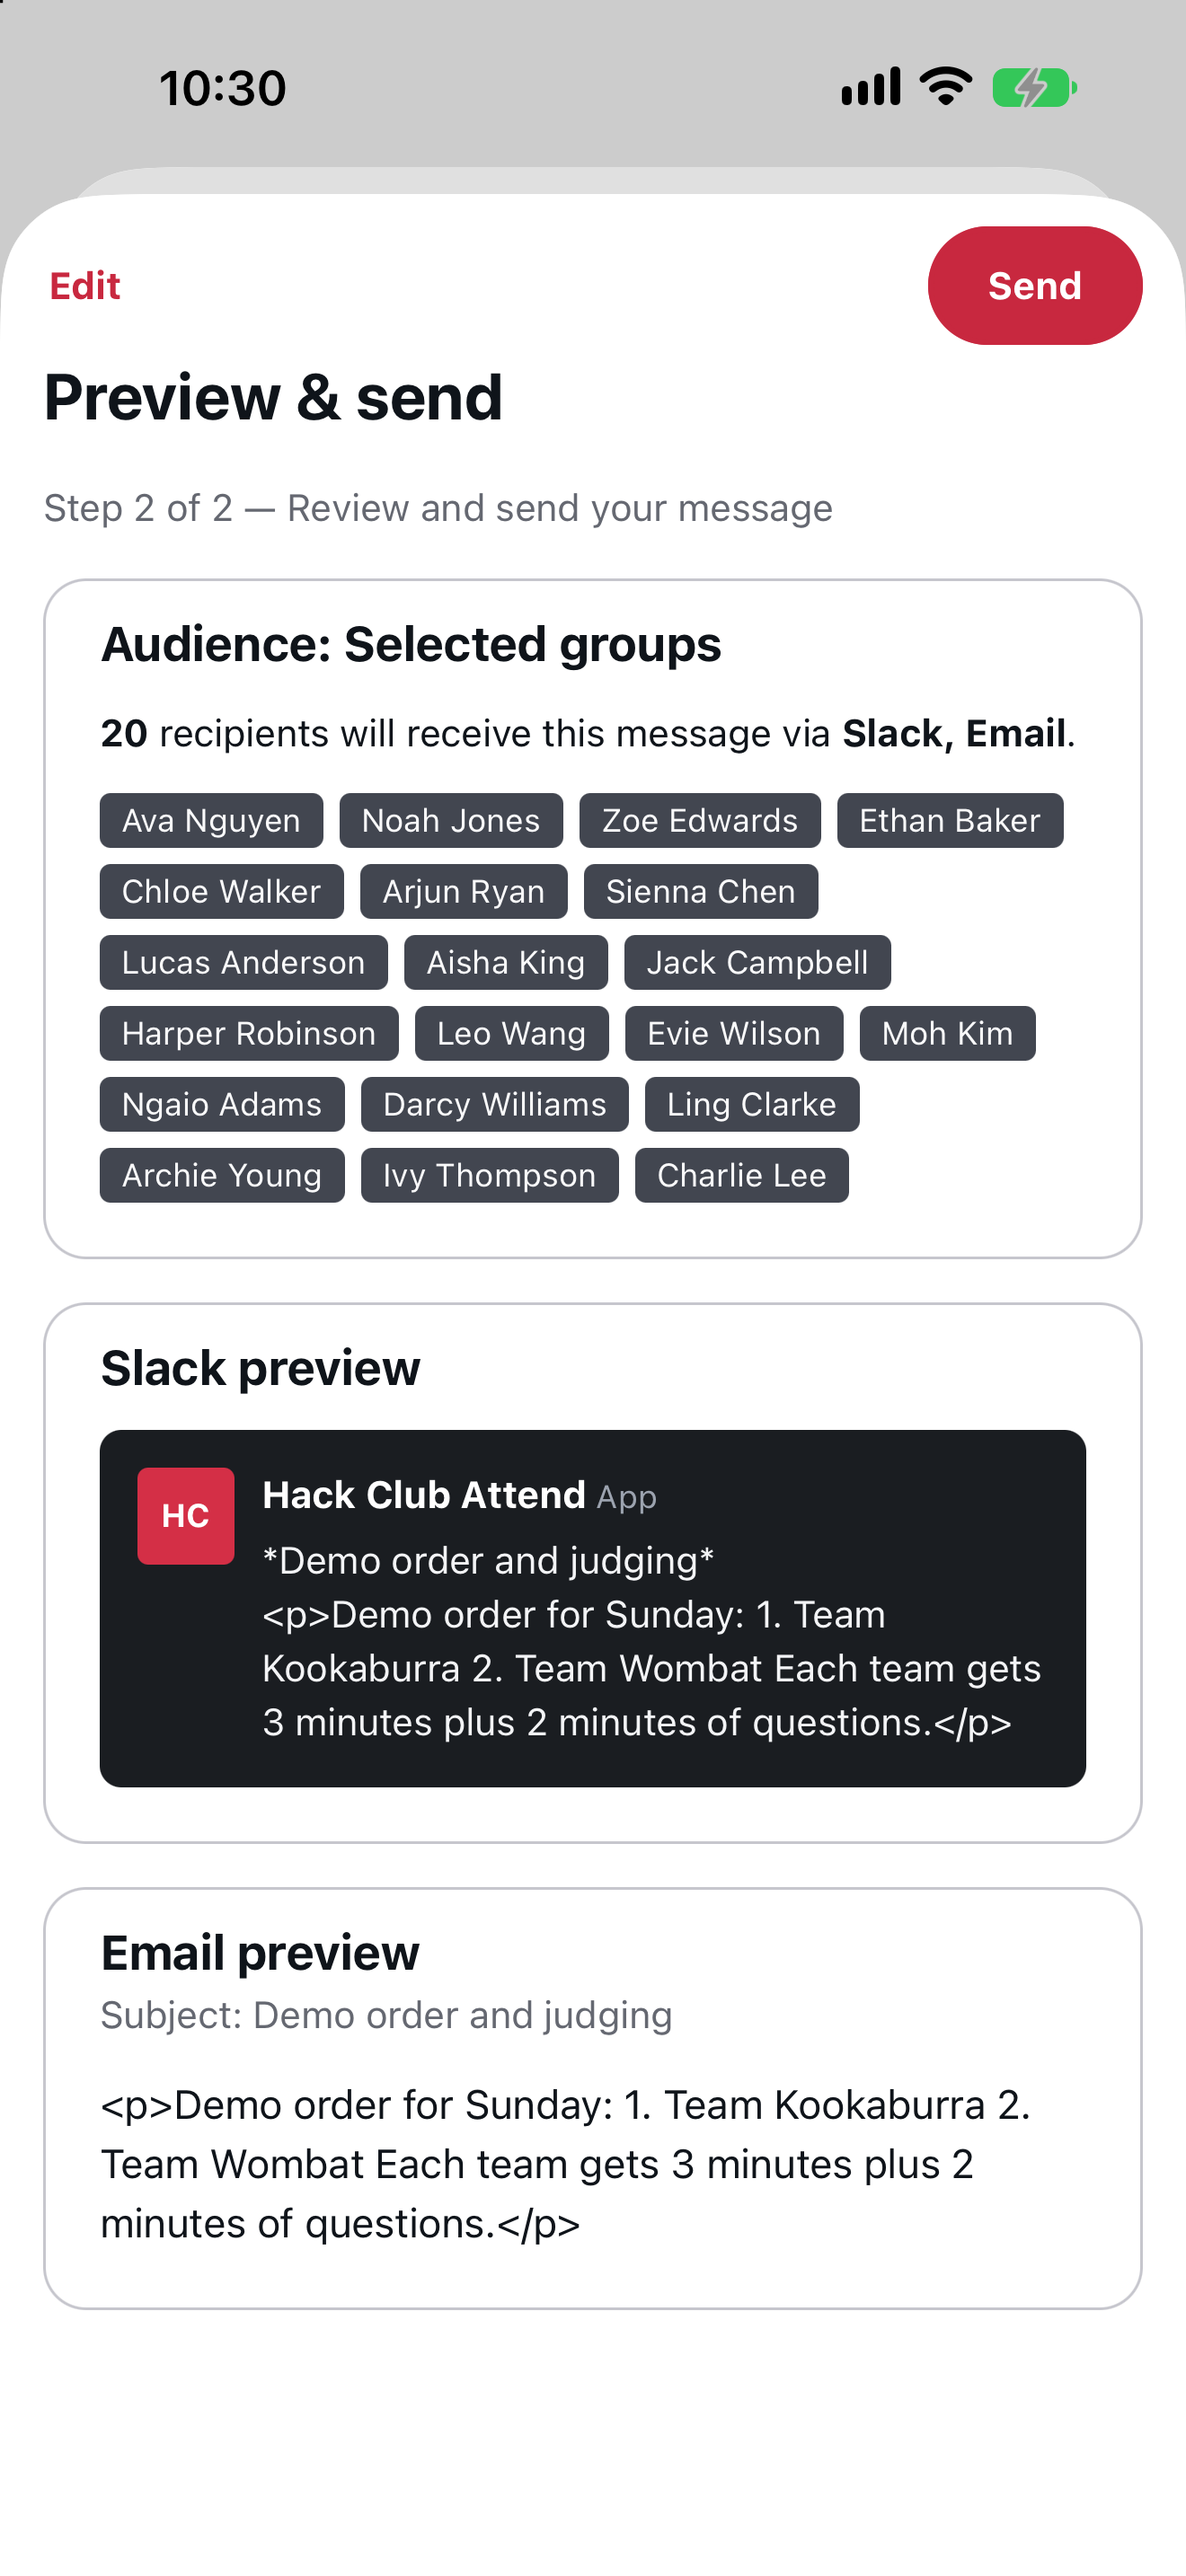 10:30
Edit
Send
Preview & send
Step 2 of 2 — Review and send your message
Audience: Selected groups
20 recipients will receive this message via Slack, Email.
Ava Nguyen Noah Jones Zoe Edwards Ethan Baker
Chloe Walker Arjun Ryan Sienna Chen
Lucas Anderson Aisha King Jack Campbell
Harper Robinson Leo Wang Evie Wilson Moh Kim
Ngaio Adams Darcy Williams Ling Clarke
Archie Young Ivy Thompson Charlie Lee
Slack preview
HC
Hack Club Attend App
*Demo order and judging*
<p>Demo order for Sunday: 1. Team
Kookaburra 2. Team Wombat Each team gets
3 minutes plus 2 minutes of questions.</p>
Email preview
Subject: Demo order and judging
<p>Demo order for Sunday: 1. Team Kookaburra 2.
Team Wombat Each team gets 3 minutes plus 2
minutes of questions.</p>